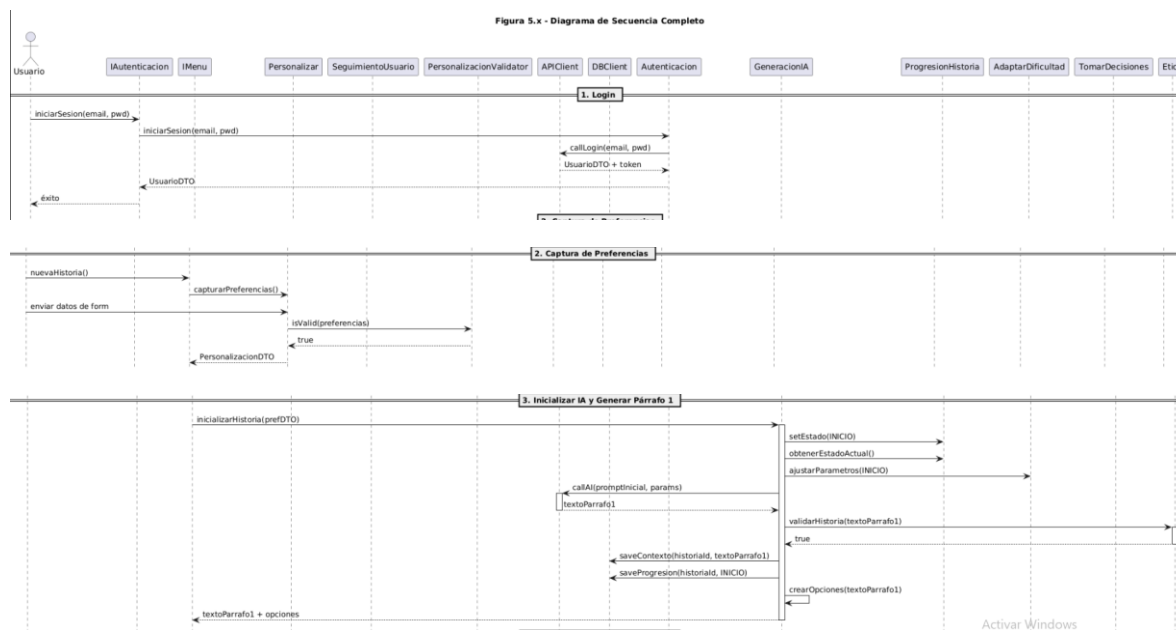 Figura 5.x - Diagrama de Secuencia Completo
Usuario
IAutenticacion
IMenu
Personalizar
SeguimientoUsuario
PersonalizacionValidator
APIClient
DBClient
Autenticacion
GeneracionIA
ProgresionHistoria
AdaptarDificultad
TomarDecisiones
Etic
1. Login
iniciarSesion(email, pwd)
iniciarSesion(email, pwd)
callLogin(email, pwd)
UsuarioDTO + token
UsuarioDTO
éxito
2. Captura de Preferencias
nuevaHistoria()
capturarPreferencias()
enviar datos de form
isValid(preferencias)
true
PersonalizacionDTO
3. Inicializar IA y Generar Párrafo 1
inicializarHistoria(prefDTO)
setEstado(INICIO)
obtenerEstadoActual()
ajustarParametros(INICIO)
callAI(promptInicial, params)
textoParrafo1
validarHistoria(textoParrafo1)
true
saveContexto(historiaId, textoParrafo1)
saveProgresion(historiaId, INICIO)
crearOpciones(textoParrafo1)
textoParrafo1 + opciones
Activar Windows